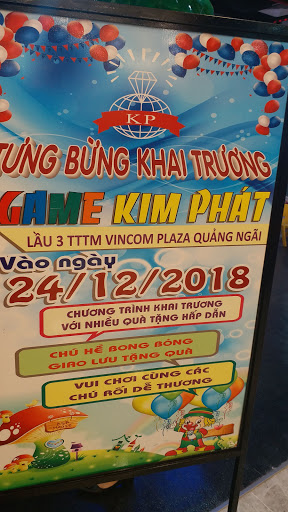 KP
TƯNG BỪNG KHAI TRƯƠNG
GAME KIM PHÁT
LẦU 3 TTTM VINCOM PLAZA QUẢNG NGÃI
Vào ngày
24/12/2018
CHƯƠNG TRÌNH KHAI TRƯƠNG
VỚI NHIỀU QUÀ TẶNG HẤP DẪN
CHÚ HỀ BONG BÓNG
GIAO LƯU TẶNG QUÀ
VUI CHƠI CÙNG CÁC
CHÚ RỐI DỄ THƯƠNG